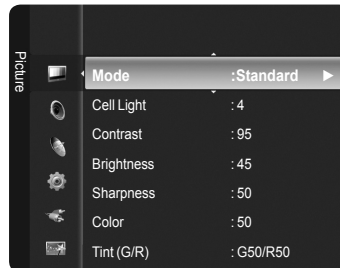 Picture
Mode :Standard ►
Cell Light : 4
Contrast : 95
Brightness : 45
Sharpness : 50
Color : 50
Tint (G/R) : G50/R50